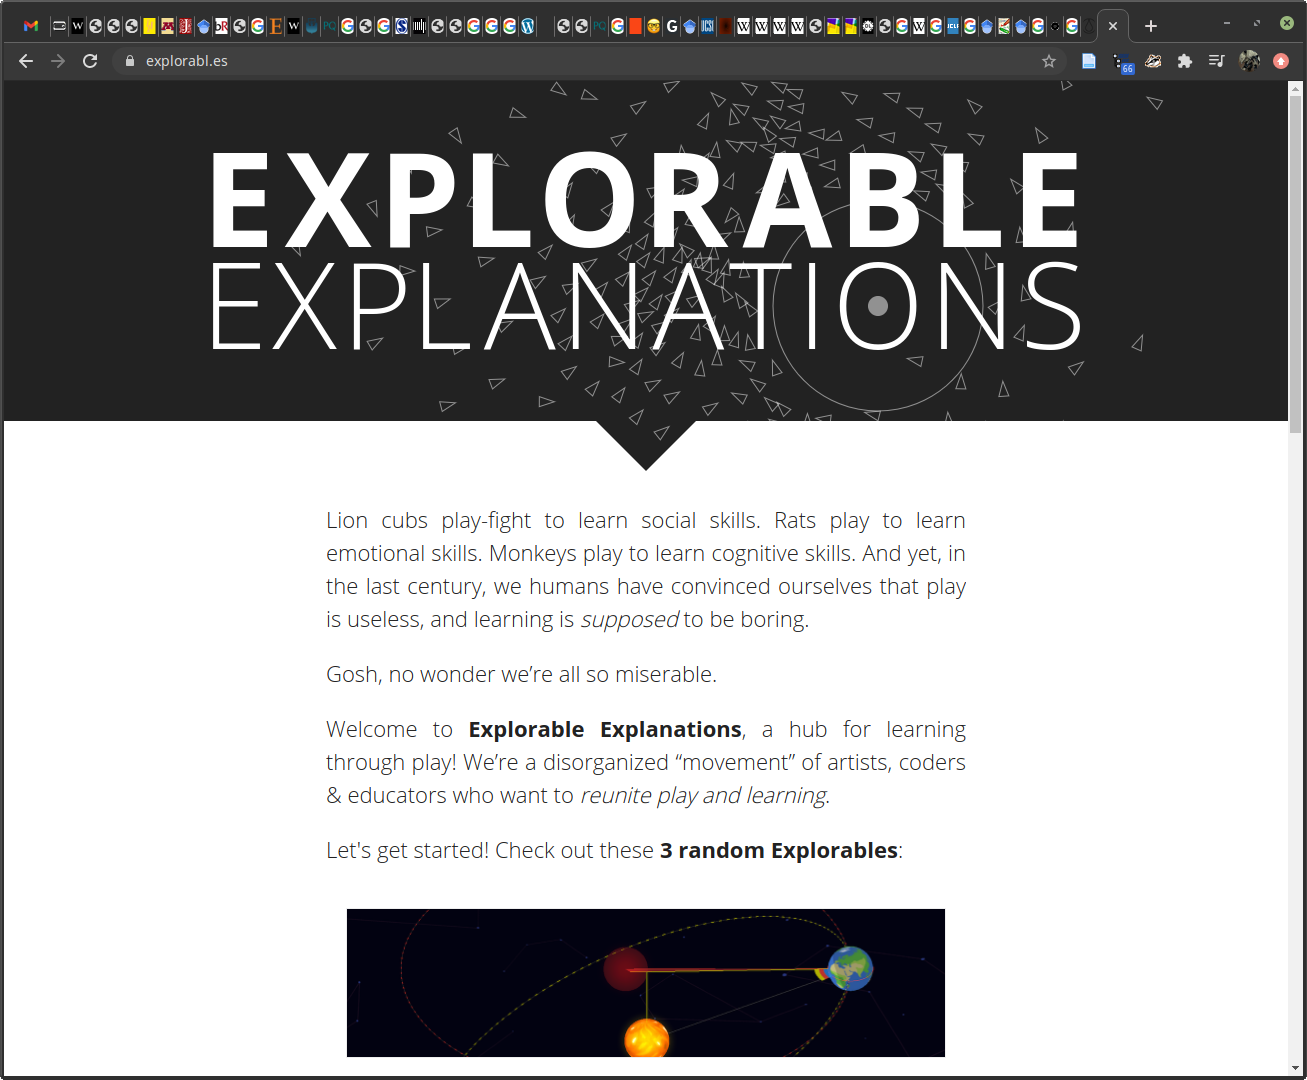 explorabl.es
66
EXPLORABLE
EXPLANATIONS
Lion cubs play-fight to learn social skills. Rats play to learn
emotional skills. Monkeys play to learn cognitive skills. And yet, in
the last century, we humans have convinced ourselves that play
is useless, and learning is supposed to be boring.
Gosh, no wonder we’re all so miserable.
Welcome to Explorable Explanations, a hub for learning
through play! We’re a disorganized “movement” of artists, coders
& educators who want to reunite play and learning.
Let's get started! Check out these 3 random Explorables: